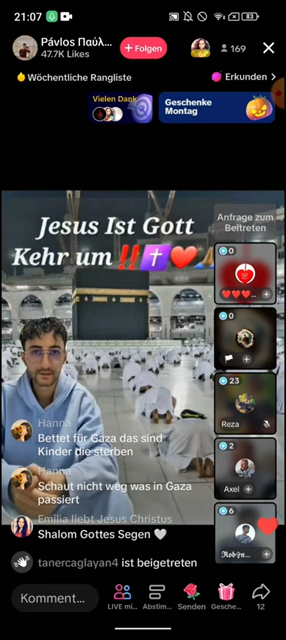 21:07
83
Pávlos Παύλ...
47.7K Likes
+ Folgen
169
Wöchentliche Rangliste
Erkunden >
Vielen Dank
Geschenke
Montag
Anfrage zum
Beitreten
Jesus Ist Gott
Kehr um‼️✝️❤️
0
❤❤❤...
0
23
Reza
2
Axel
6
Hanna
Bettet für Gaza das sind
Kinder die sterben
Hanna
Schaut nicht weg was in Gaza
passiert
Emilia liebt Jesus Christus
Shalom Gottes Segen 🤍
tanercaglayan4 ist beigetreten
Komment...
LIVE mi...
Abstim...
Senden
Gesche...
12